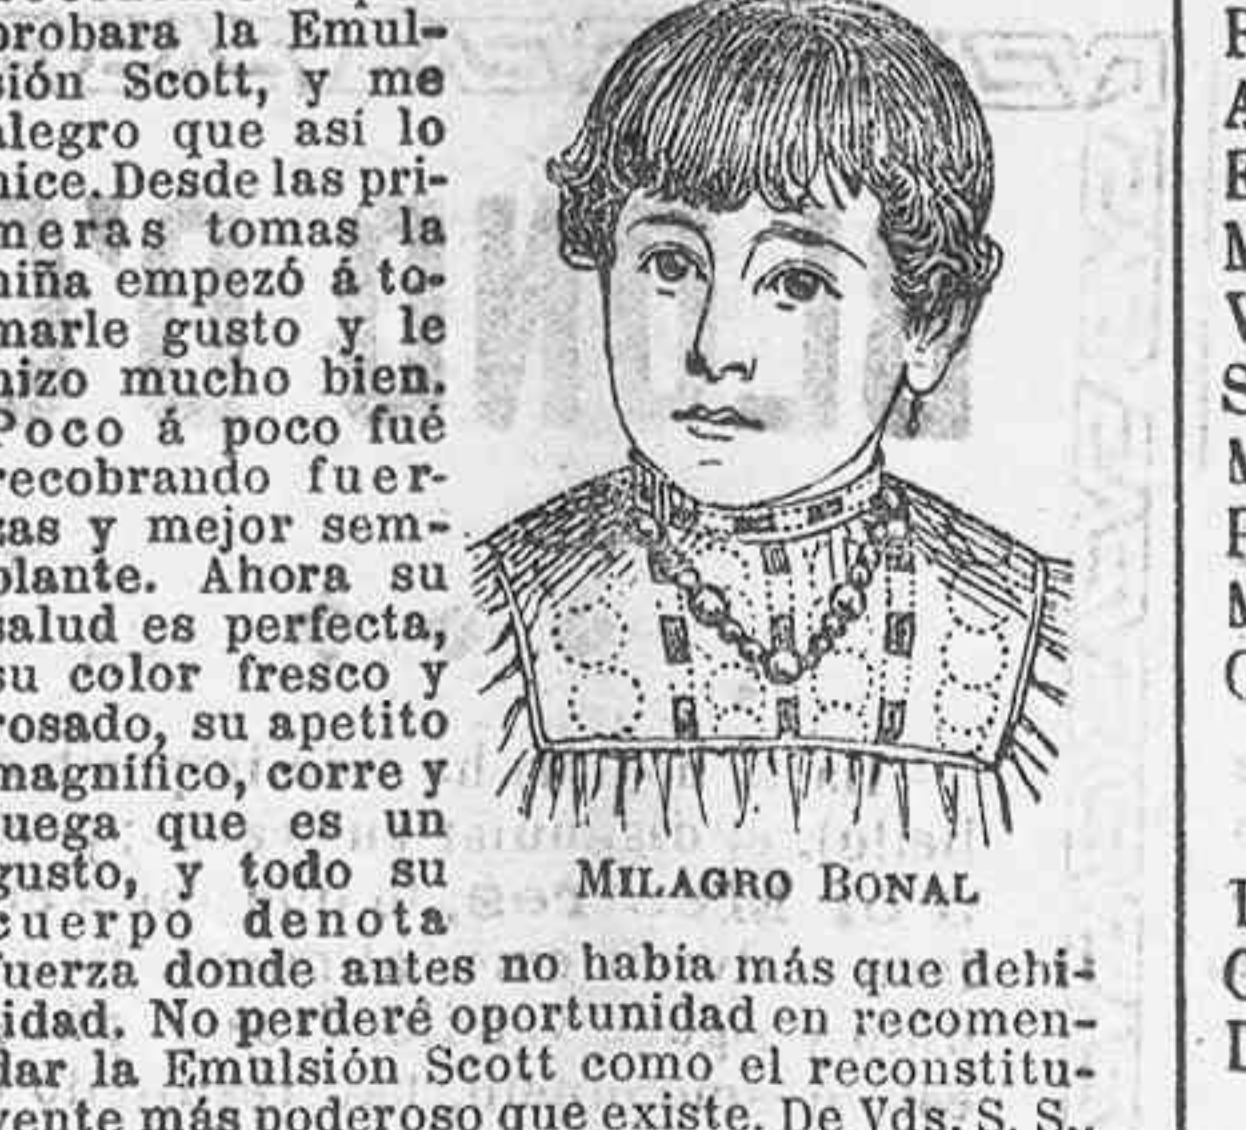 probara la Emul-
sión Scott, y me
alegro que así lo
hice. Desde las pri-
meras tomas la
niña empezó á to-
marle gusto y le
hizo mucho bien.
Poco á poco fué
recobrando fuer-
zas y mejor sem-
blante. Ahora su
salud es perfecta,
su color fresco y
rosado, su apetito
magnífico, corre y
juega que es un
gusto, y todo su
cuerpo denota
MILAGRO BONAL
fuerza donde antes no habia más que debi-
lidad. No perderé oportunidad en recomen-
dar la Emulsión Scott como el reconstitu-
yente más poderoso que existe. De Vds. S. S.,